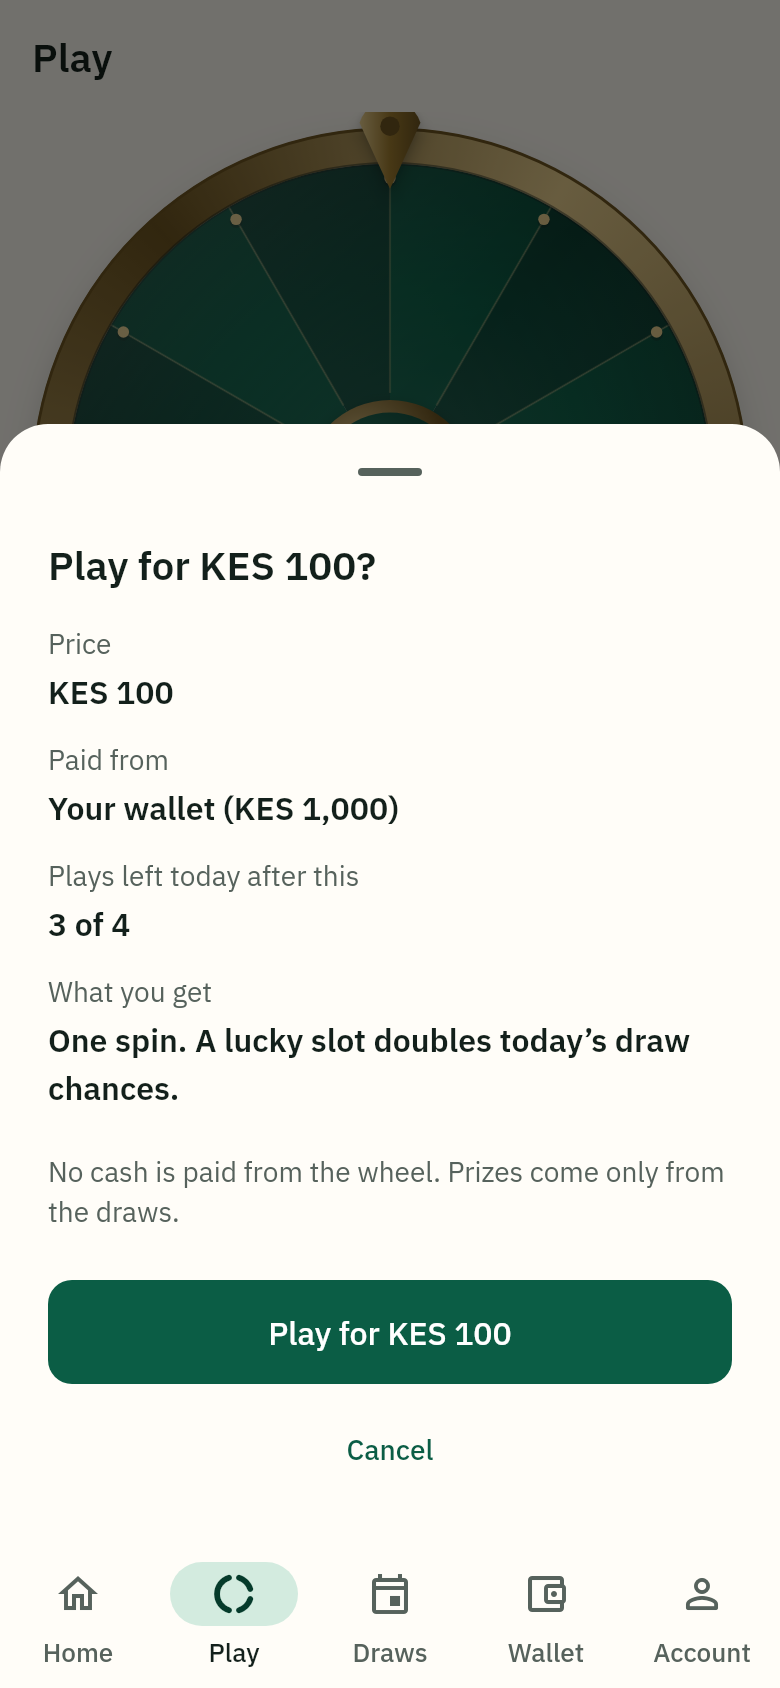 Play
Play for KES 100?
Price
KES 100
Paid from
Your wallet (KES 1,000)
Plays left today after this
3 of 4
What you get
One spin. A lucky slot doubles today’s draw
chances.
No cash is paid from the wheel. Prizes come only from
the draws.
Play for KES 100
Cancel
Home
Play
Draws
Wallet
Account